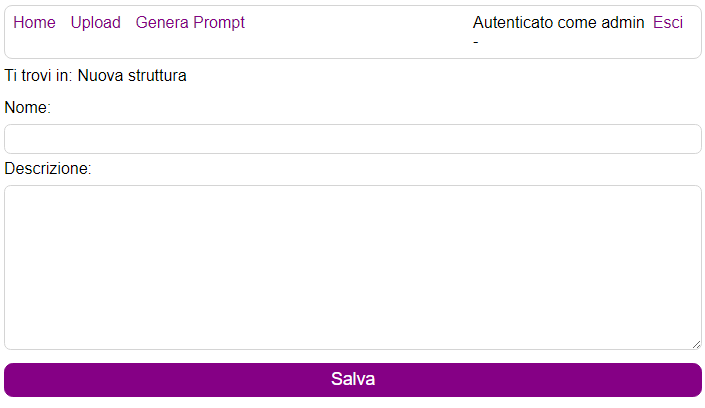 Home Upload Genera Prompt Autenticato come admin Esci
-
Ti trovi in: Nuova struttura
Nome:
Descrizione:
Salva